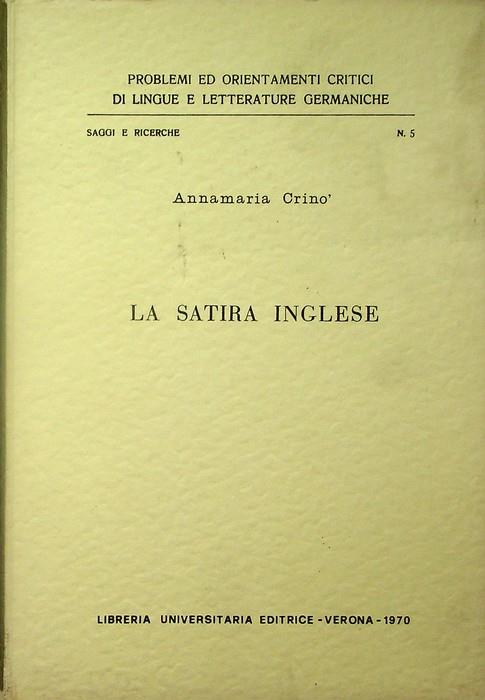 PROBLEMI ED ORIENTAMENTI CRITICI
DI LINGUE E LETTERATURE GERMANICHE
SAGGI E RICERCHE N. 5
Annamaria Crino'
LA SATIRA INGLESE
LIBRERIA UNIVERSITARIA EDITRICE - VERONA - 1970